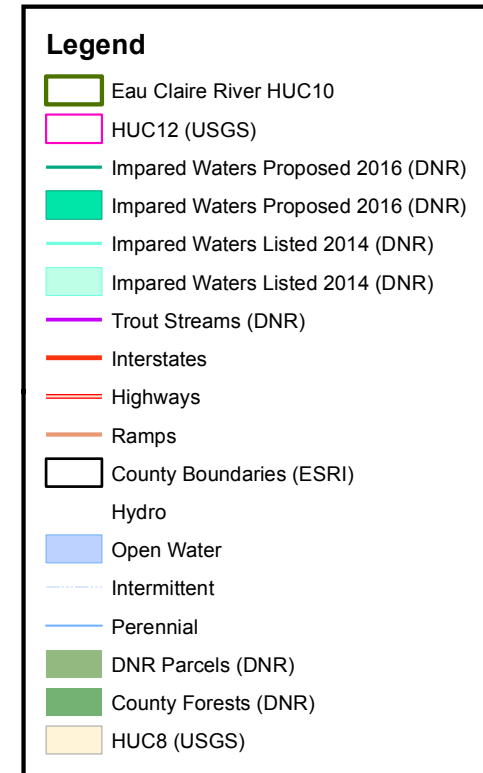 Legend
Eau Claire River HUC10
HUC12 (USGS)
Impared Waters Proposed 2016 (DNR)
Impared Waters Proposed 2016 (DNR)
Impared Waters Listed 2014 (DNR)
Impared Waters Listed 2014 (DNR)
Trout Streams (DNR)
Interstates
Highways
Ramps
County Boundaries (ESRI)
Hydro
Open Water
Intermittent
Perennial
DNR Parcels (DNR)
County Forests (DNR)
HUC8 (USGS)